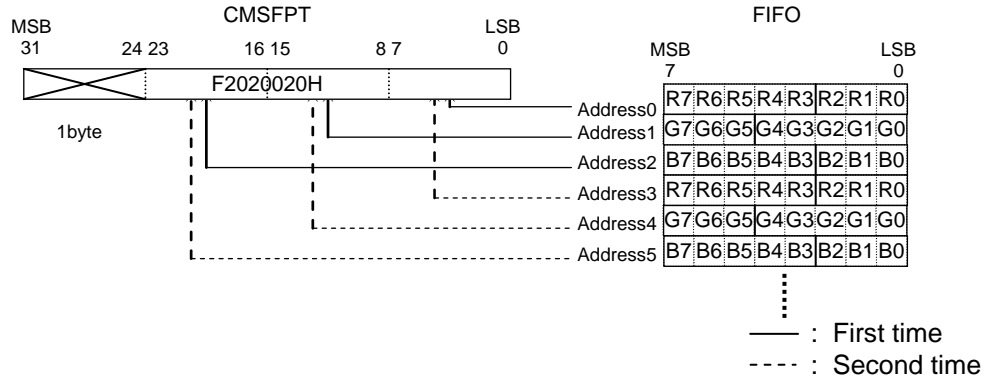 CMSFPT
FIFO
MSB
LSB
31 24 23 16 15 8 7 0
MSB
LSB
7 0
F2020020H
1byte
Address0 R7 R6 R5 R4 R3 R2 R1 R0
Address1 G7 G6 G5 G4 G3 G2 G1 G0
Address2 B7 B6 B5 B4 B3 B2 B1 B0
Address3 R7 R6 R5 R4 R3 R2 R1 R0
Address4 G7 G6 G5 G4 G3 G2 G1 G0
Address5 B7 B6 B5 B4 B3 B2 B1 B0
: First time
: Second time